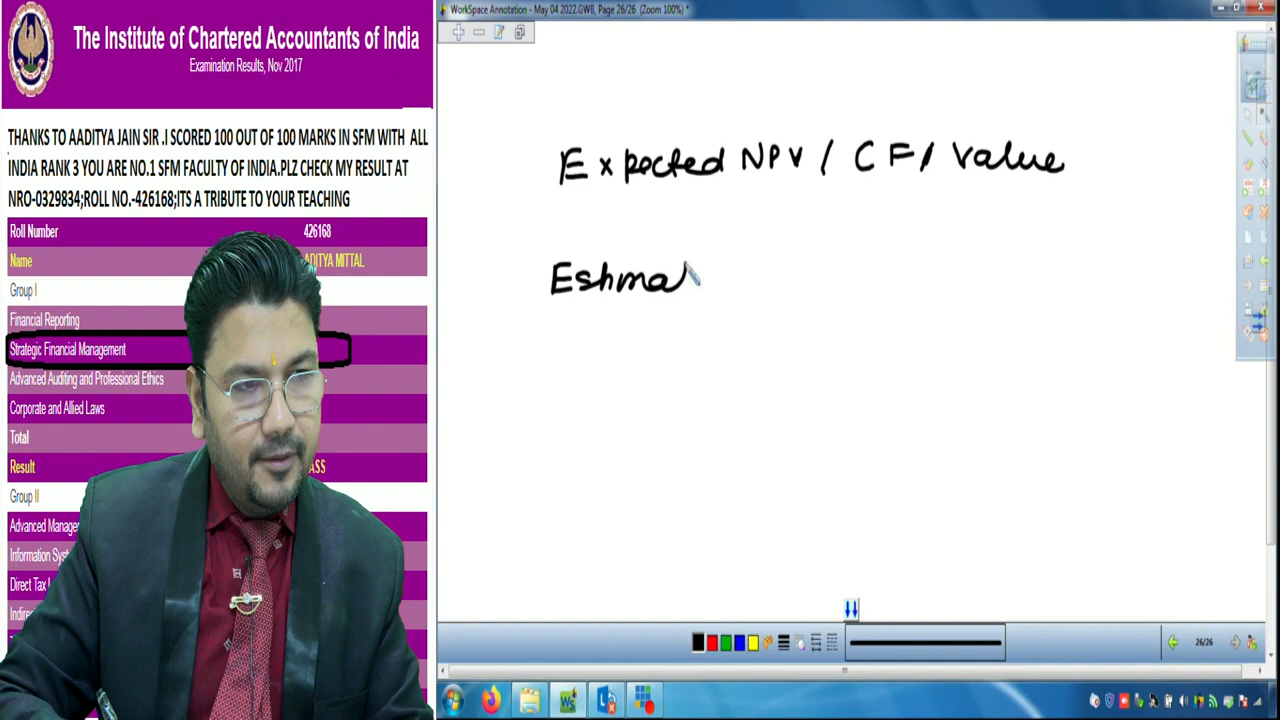 WorkSpace Annotation - May 04 2022.GWB, Page 26/26 (Zoom 100%) *
The Institute of Chartered Accountants of India
Examination Results, Nov 2017
THANKS TO AADITYA JAIN SIR .I SCORED 100 OUT OF 100 MARKS IN SFM WITH ALL
INDIA RANK 3 YOU ARE NO.1 SFM FACULTY OF INDIA.PLZ CHECK MY RESULT AT
NRO-0329834;ROLL NO.-426168;ITS A TRIBUTE TO YOUR TEACHING
Roll Number 426168
Name ADITYA MITTAL
Group I
Financial Reporting
Strategic Financial Management
Advanced Auditing and Professional Ethics
Corporate and Allied Laws
Total
Result ASS
Group II
Advanced Manage
Information Syst
Direct Tax L
Indire
Expected NPV / CF / Value
Estima
26/26